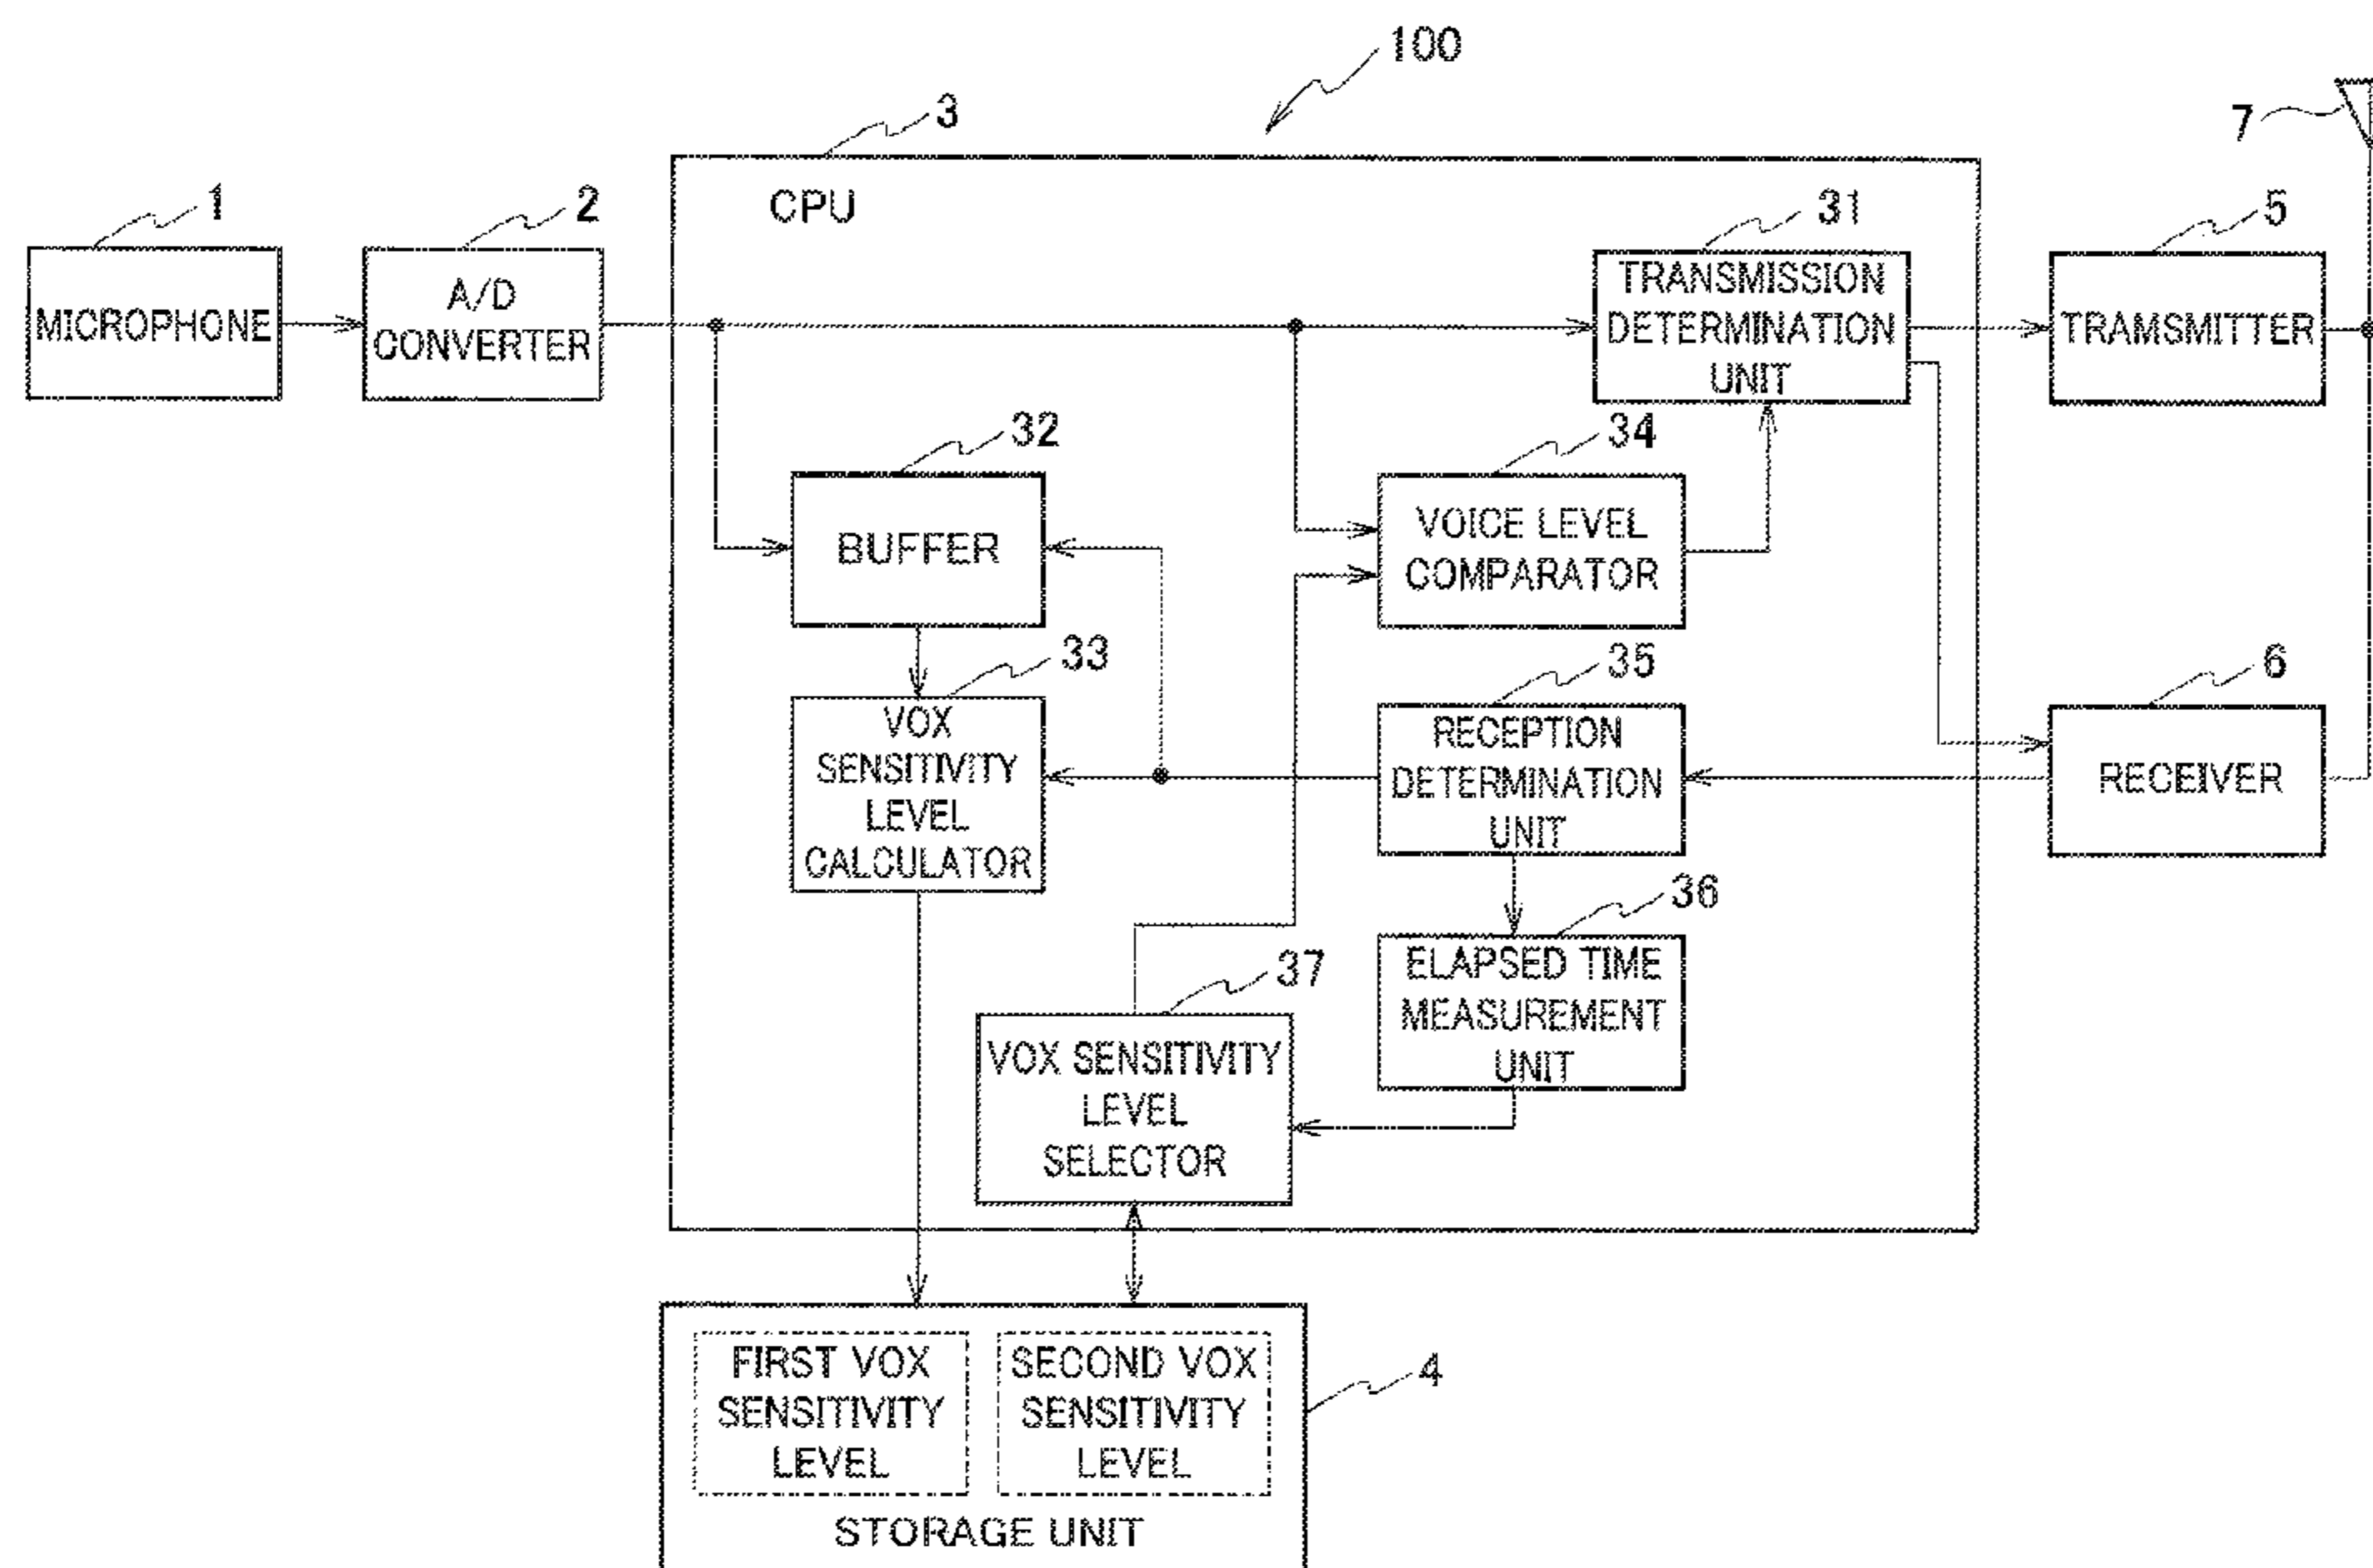 100
3
7
CPU
1
2
31
5
MICROPHONE
A/D
CONVERTER
TRANSMISSION
DETERMINATION
UNIT
TRAMSMITTER
32
34
BUFFER
VOICE LEVEL
COMPARATOR
33
35
6
VOX
SENSITIVITY
LEVEL
CALCULATOR
RECEPTION
DETERMINATION
UNIT
RECEIVER
36
37
ELAPSED TIME
MEASUREMENT
UNIT
VOX SENSITIVITY
LEVEL
SELECTOR
FIRST VOX
SENSITIVITY
LEVEL
SECOND VOX
SENSITIVITY
LEVEL
4
STORAGE UNIT